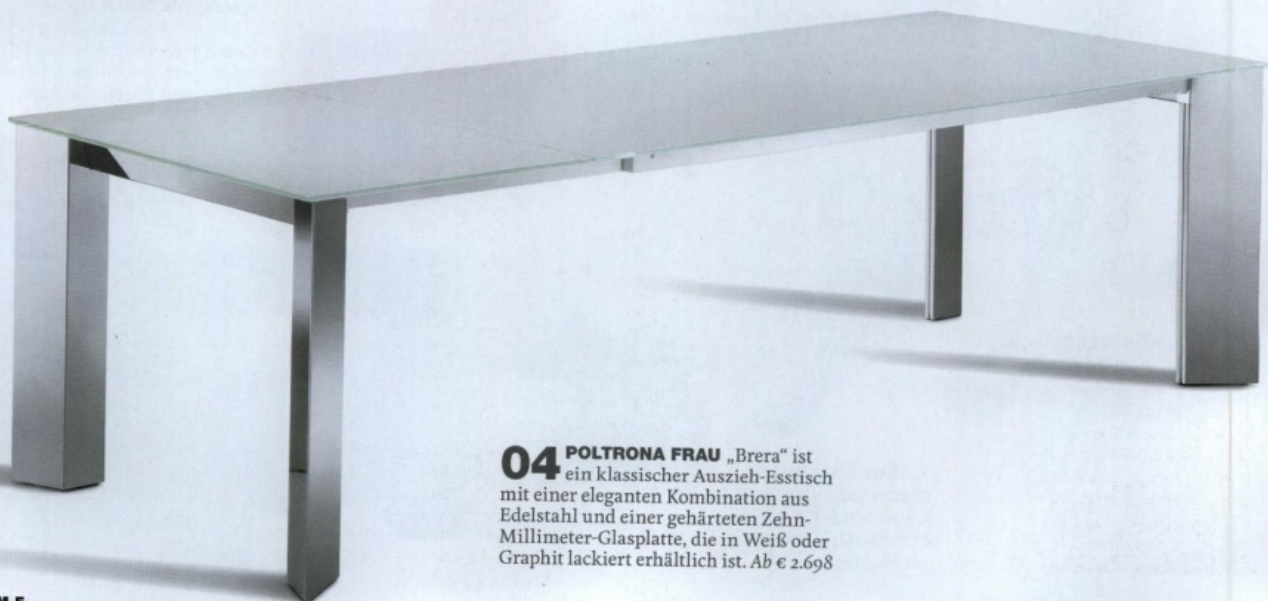 04 POLTRONA FRAU „Brera“ ist
ein klassischer Auszieh-Esstisch
mit einer eleganten Kombination aus
Edelstahl und einer gehärteten Zehn-
Millimeter-Glasplatte, die in Weiß oder
Graphit lackiert erhältlich ist. Ab € 2.698